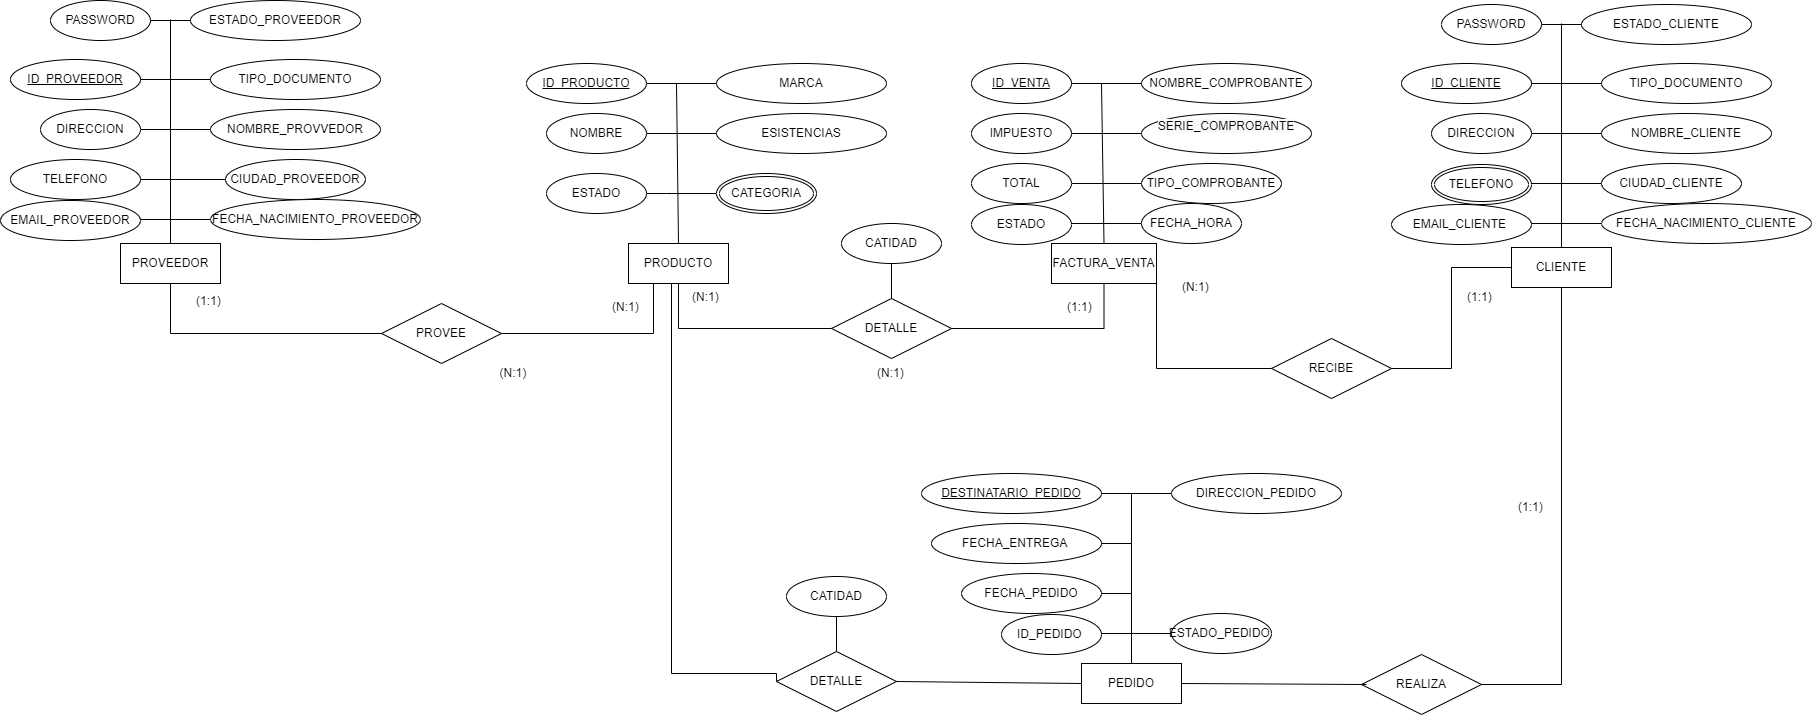 PASSWORD
ESTADO_PROVEEDOR
ID_PROVEEDOR
TIPO_DOCUMENTO
DIRECCION
NOMBRE_PROVVEDOR
TELEFONO
CIUDAD_PROVEEDOR
EMAIL_PROVEEDOR
FECHA_NACIMIENTO_PROVEEDOR
PROVEEDOR
(1:1)
PROVEE
(N:1)
(N:1)
ID_PRODUCTO
MARCA
NOMBRE
ESISTENCIAS
ESTADO
CATEGORIA
PRODUCTO
(N:1)
CATIDAD
DETALLE
(N:1)
(1:1)
ID_VENTA
NOMBRE_COMPROBANTE
IMPUESTO
SERIE_COMPROBANTE
TOTAL
TIPO_COMPROBANTE
ESTADO
FECHA_HORA
FACTURA_VENTA
(N:1)
RECIBE
(1:1)
PASSWORD
ESTADO_CLIENTE
ID_CLIENTE
TIPO_DOCUMENTO
DIRECCION
NOMBRE_CLIENTE
TELEFONO
CIUDAD_CLIENTE
EMAIL_CLIENTE
FECHA_NACIMIENTO_CLIENTE
CLIENTE
(1:1)
DESTINATARIO_PEDIDO
DIRECCION_PEDIDO
FECHA_ENTREGA
FECHA_PEDIDO
ID_PEDIDO
ESTADO_PEDIDO
CATIDAD
DETALLE
PEDIDO
REALIZA